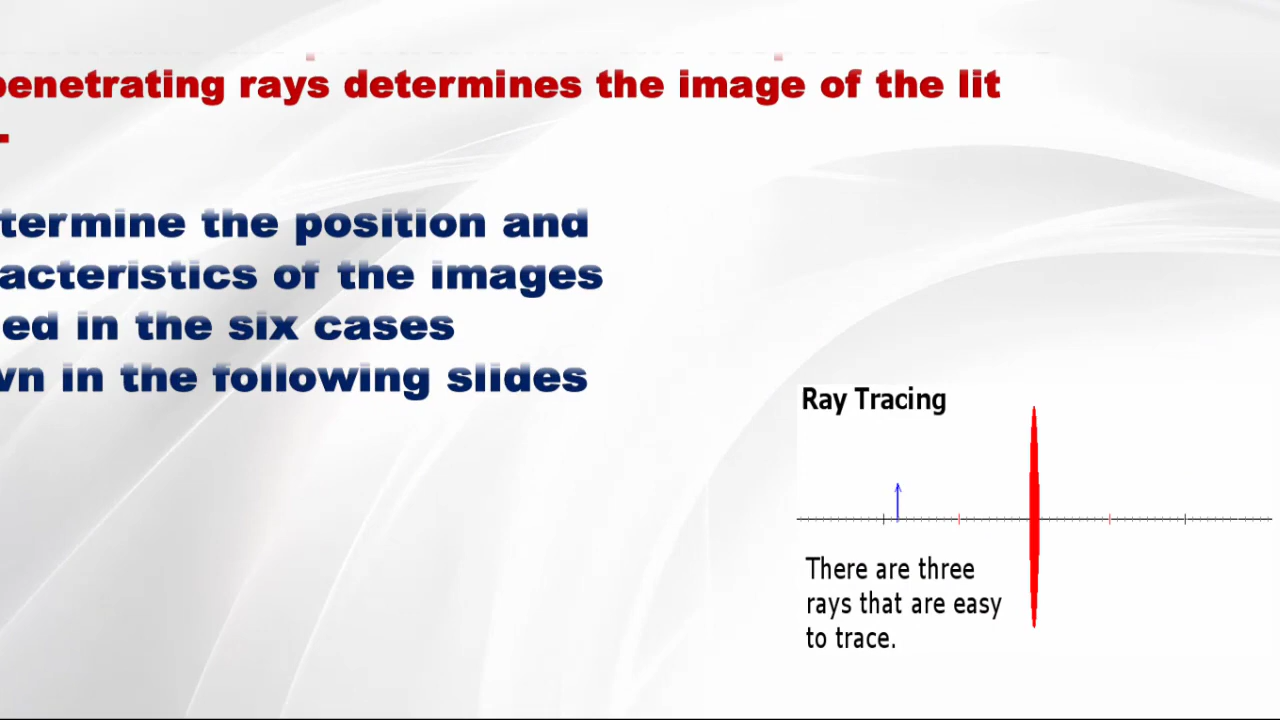 penetrating rays determines the image of the lit
termine the position and
acteristics of the images
ed in the six cases
wn in the following slides
Ray Tracing
There are three
rays that are easy
to trace.